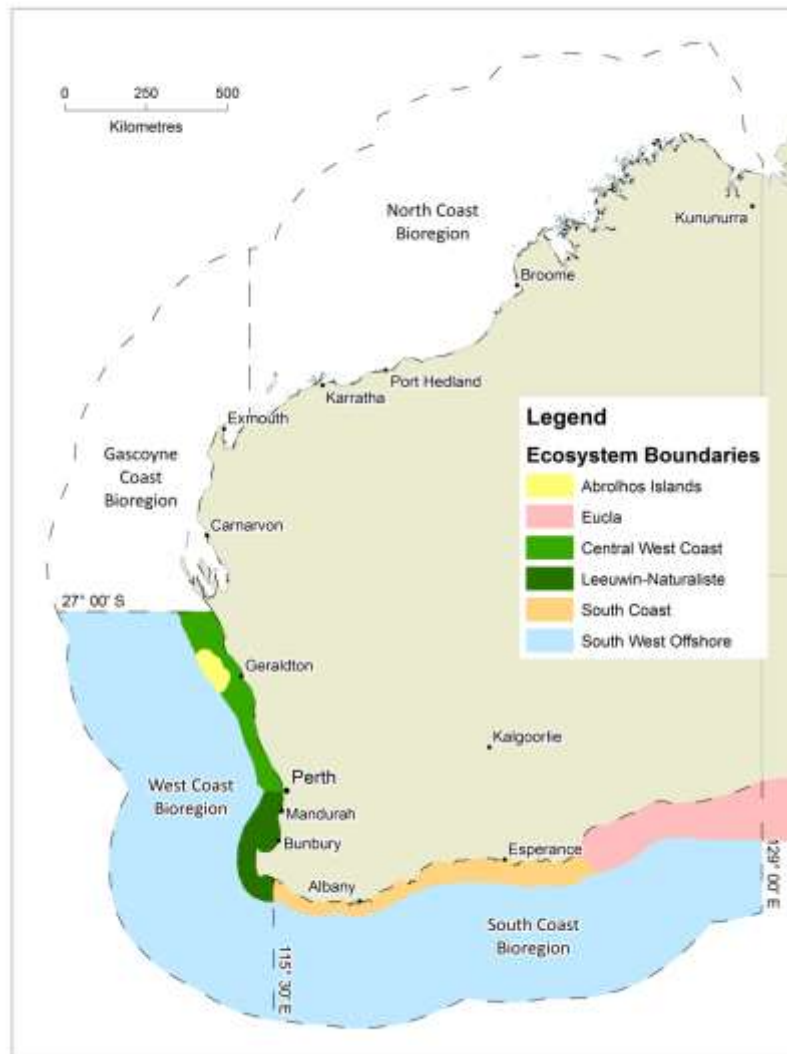 0 250 500
Kilometres
North Coast
Bioregion
Kununurra
Broome
Port Hedland
Karratha
Exmouth
Gascoyne
Coast
Bioregion
Carnarvon
27° 00' S
Geraldton
Kalgoorlie
Perth
West Coast
Bioregion
Mandurah
Bunbury
Esperance
Albany
South Coast
Bioregion
115° 30' E
129° 00' E
Legend
Ecosystem Boundaries
Abrolhos Islands
Eucla
Central West Coast
Leeuwin-Naturaliste
South Coast
South West Offshore